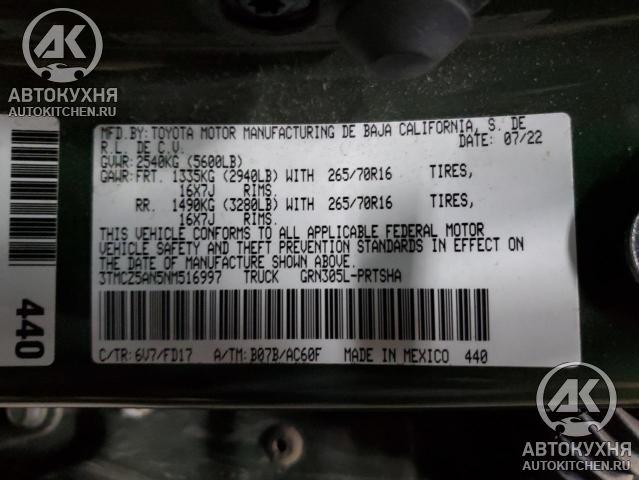 АК
АВТОКУХНЯ
AUTOKITCHEN.RU
440
MFD.BY: TOYOTA MOTOR MANUFACTURING DE BAJA CALIFORNIA, S. DE
R.L. DE C.V. DATE: 07/22
GVWR: 2540KG (5600LB)
GAWR: FRT. 1335KG (2940LB) WITH 265/70R16 TIRES,
16X7J RIMS.
RR. 1490KG (3280LB) WITH 265/70R16 TIRES,
16X7J RIMS.
THIS VEHICLE CONFORMS TO ALL APPLICABLE FEDERAL MOTOR
VEHICLE SAFETY AND THEFT PREVENTION STANDARDS IN EFFECT ON
THE DATE OF MANUFACTURE SHOWN ABOVE.
3TMCZ5AN5NM516997 TRUCK GRN305L-PRTSHA
C/TR: 6V7/FD17 A/TM: B07B/AC60F MADE IN MEXICO 440
АК
АВТОКУХНЯ
AUTOKITCHEN.RU